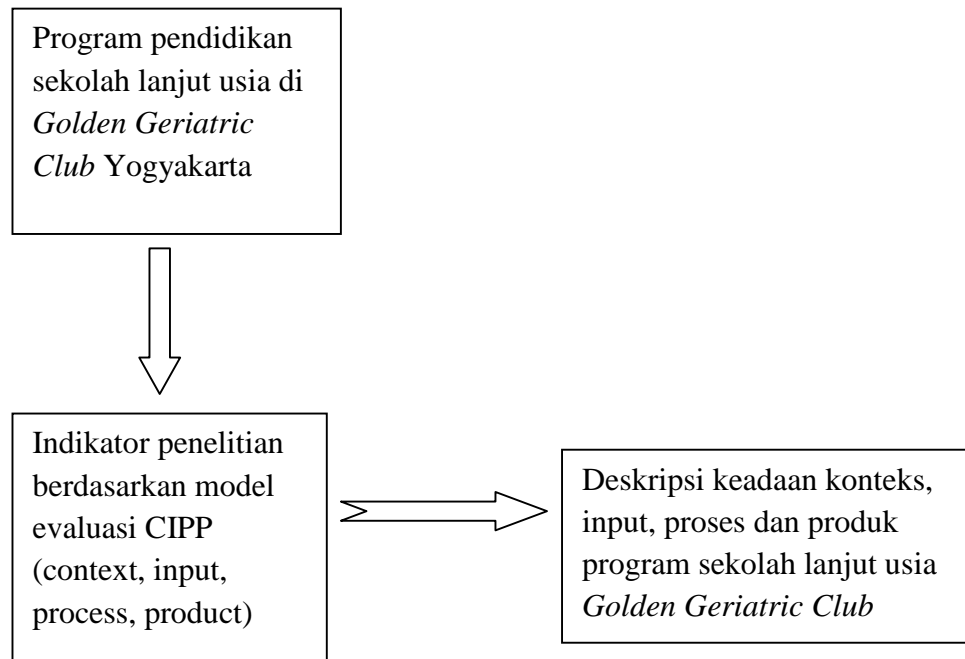 Program pendidikan
sekolah lanjut usia di
Golden Geriatric
Club Yogyakarta
Indikator penelitian
berdasarkan model
evaluasi CIPP
(context, input,
process, product)
Deskripsi keadaan konteks,
input, proses dan produk
program sekolah lanjut usia
Golden Geriatric Club